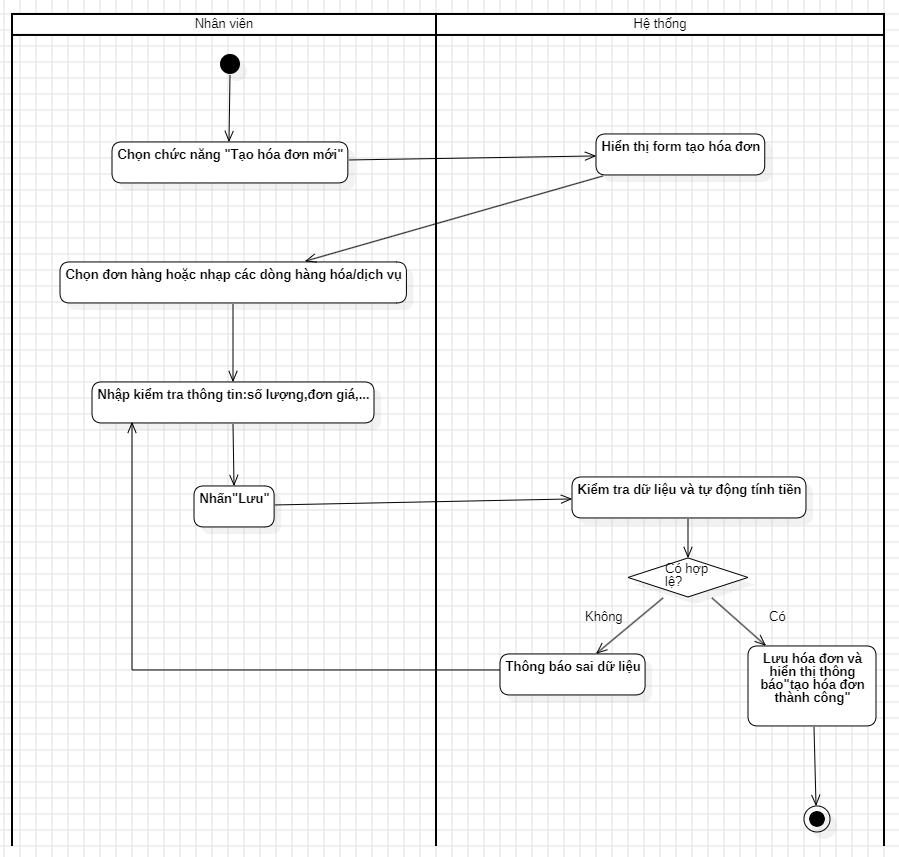 Nhân viên
Hệ thống
Chọn chức năng "Tạo hóa đơn mới"
Hiển thị form tạo hóa đơn
Chọn đơn hàng hoặc nhạp các dòng hàng hóa/dịch vụ
Nhập kiểm tra thông tin:số lượng,đơn giá,...
Nhấn"Lưu"
Kiểm tra dữ liệu và tự động tính tiền
Có hợp
lệ?
Không
Có
Thông báo sai dữ liệu
Lưu hóa đơn và
hiển thị thông
báo"tạo hóa đơn
thành công"